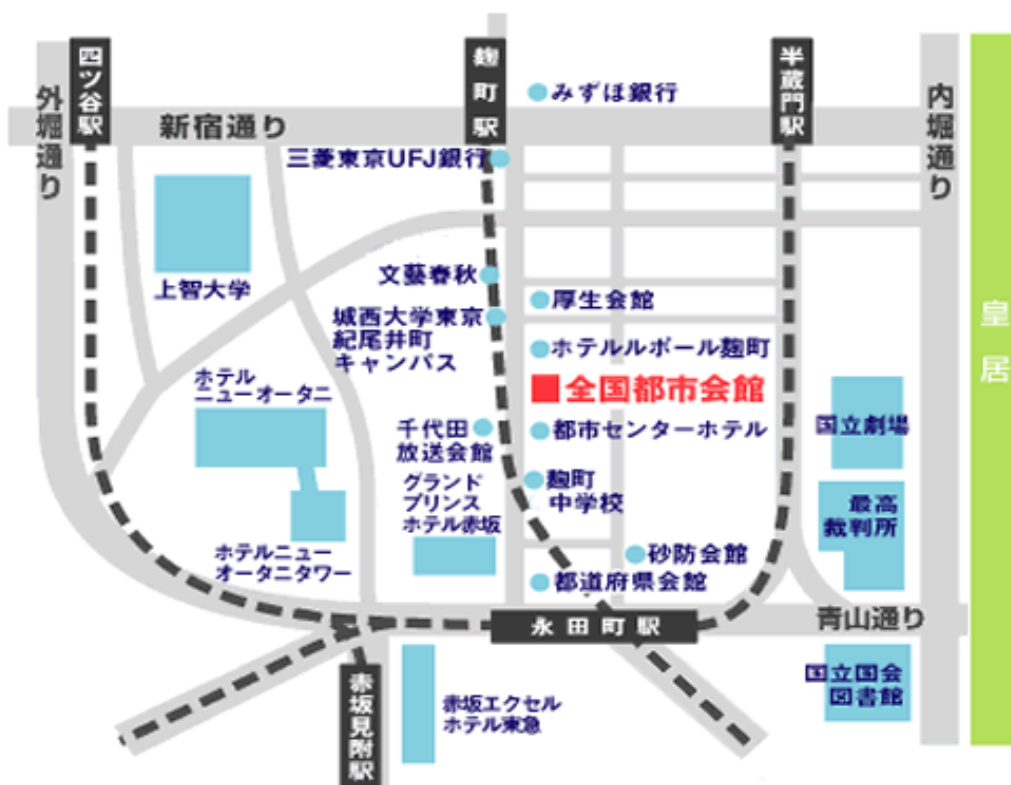 四ツ谷駅
麹町駅
半蔵門駅
外堀通り
新宿通り
みずほ銀行
内堀通り
三菱東京UFJ銀行
上智大学
文藝春秋
城西大学東京
紀尾井町
キャンパス
厚生会館
ホテルルポール麹町
全国都市会館
皇居
ホテル
ニューオータニ
千代田
放送会館
都市センターホテル
国立劇場
グランド
プリンス
ホテル赤坂
麹町
中学校
最高
裁判所
ホテルニュー
オータニタワー
砂防会館
都道府県会館
永田町駅
青山通り
赤坂見附駅
赤坂エクセル
ホテル東急
国立国会
図書館